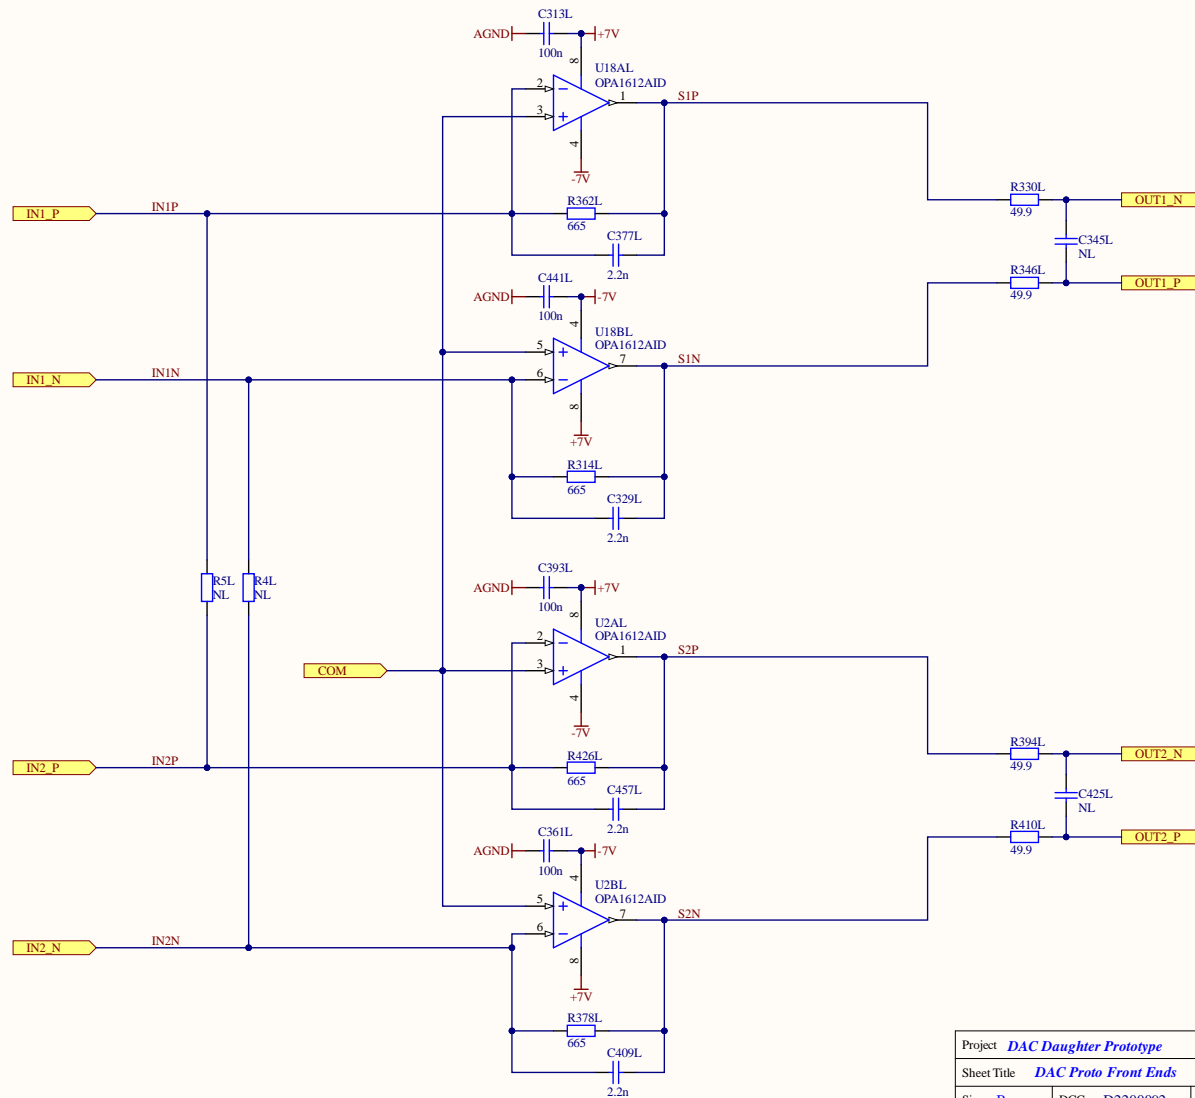 C313L
AGND
+7V
100n
8
U18AL
OPA1612AID
2
1
S1P
3
4
-7V
IN1_P
IN1P
R362L
665
C377L
2.2n
R330L
49.9
OUT1_N
C345L
NL
R346L
49.9
OUT1_P
C441L
AGND
-7V
100n
4
U18BL
OPA1612AID
5
7
S1N
6
8
+7V
IN1_N
IN1N
R314L
665
C329L
2.2n
R5L
NL
R4L
NL
C393L
AGND
+7V
100n
8
U2AL
OPA1612AID
2
1
S2P
3
4
-7V
COM
IN2_P
IN2P
R426L
665
C457L
2.2n
R394L
49.9
OUT2_N
C425L
NL
R410L
49.9
OUT2_P
C361L
AGND
-7V
100n
4
U2BL
OPA1612AID
5
7
S2N
6
8
+7V
IN2_N
IN2N
R378L
665
C409L
2.2n
Project DAC Daughter Prototype
Sheet Title DAC Proto Front Ends